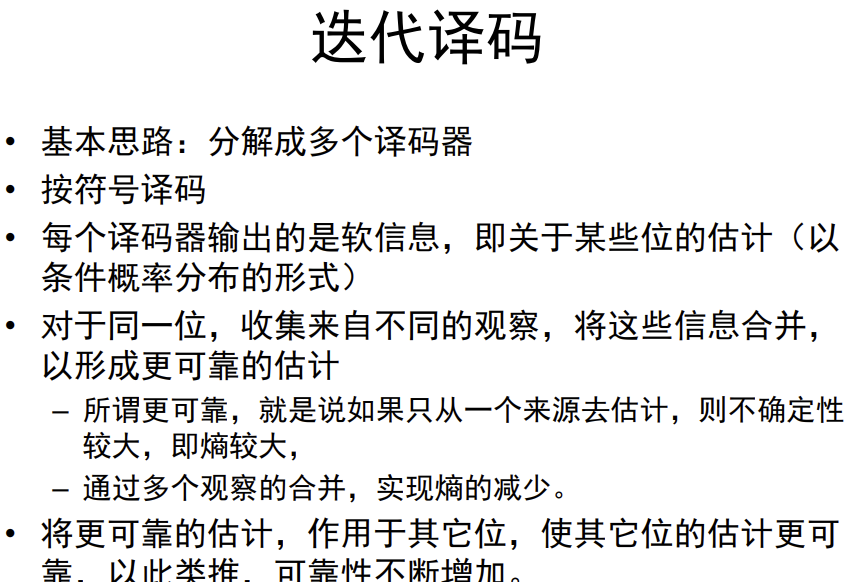 迭代译码
• 基本思路：分解成多个译码器
• 按符号译码
• 每个译码器输出的是软信息，即关于某些位的估计（以
条件概率分布的形式）
• 对于同一位，收集来自不同的观察，将这些信息合并，
以形成更可靠的估计
– 所谓更可靠，就是说如果只从一个来源去估计，则不确定性
较大，即熵较大，
– 通过多个观察的合并，实现熵的减少。
• 将更可靠的估计，作用于其它位，使其它位的估计更可
靠，以此类推，可靠性不断增加。